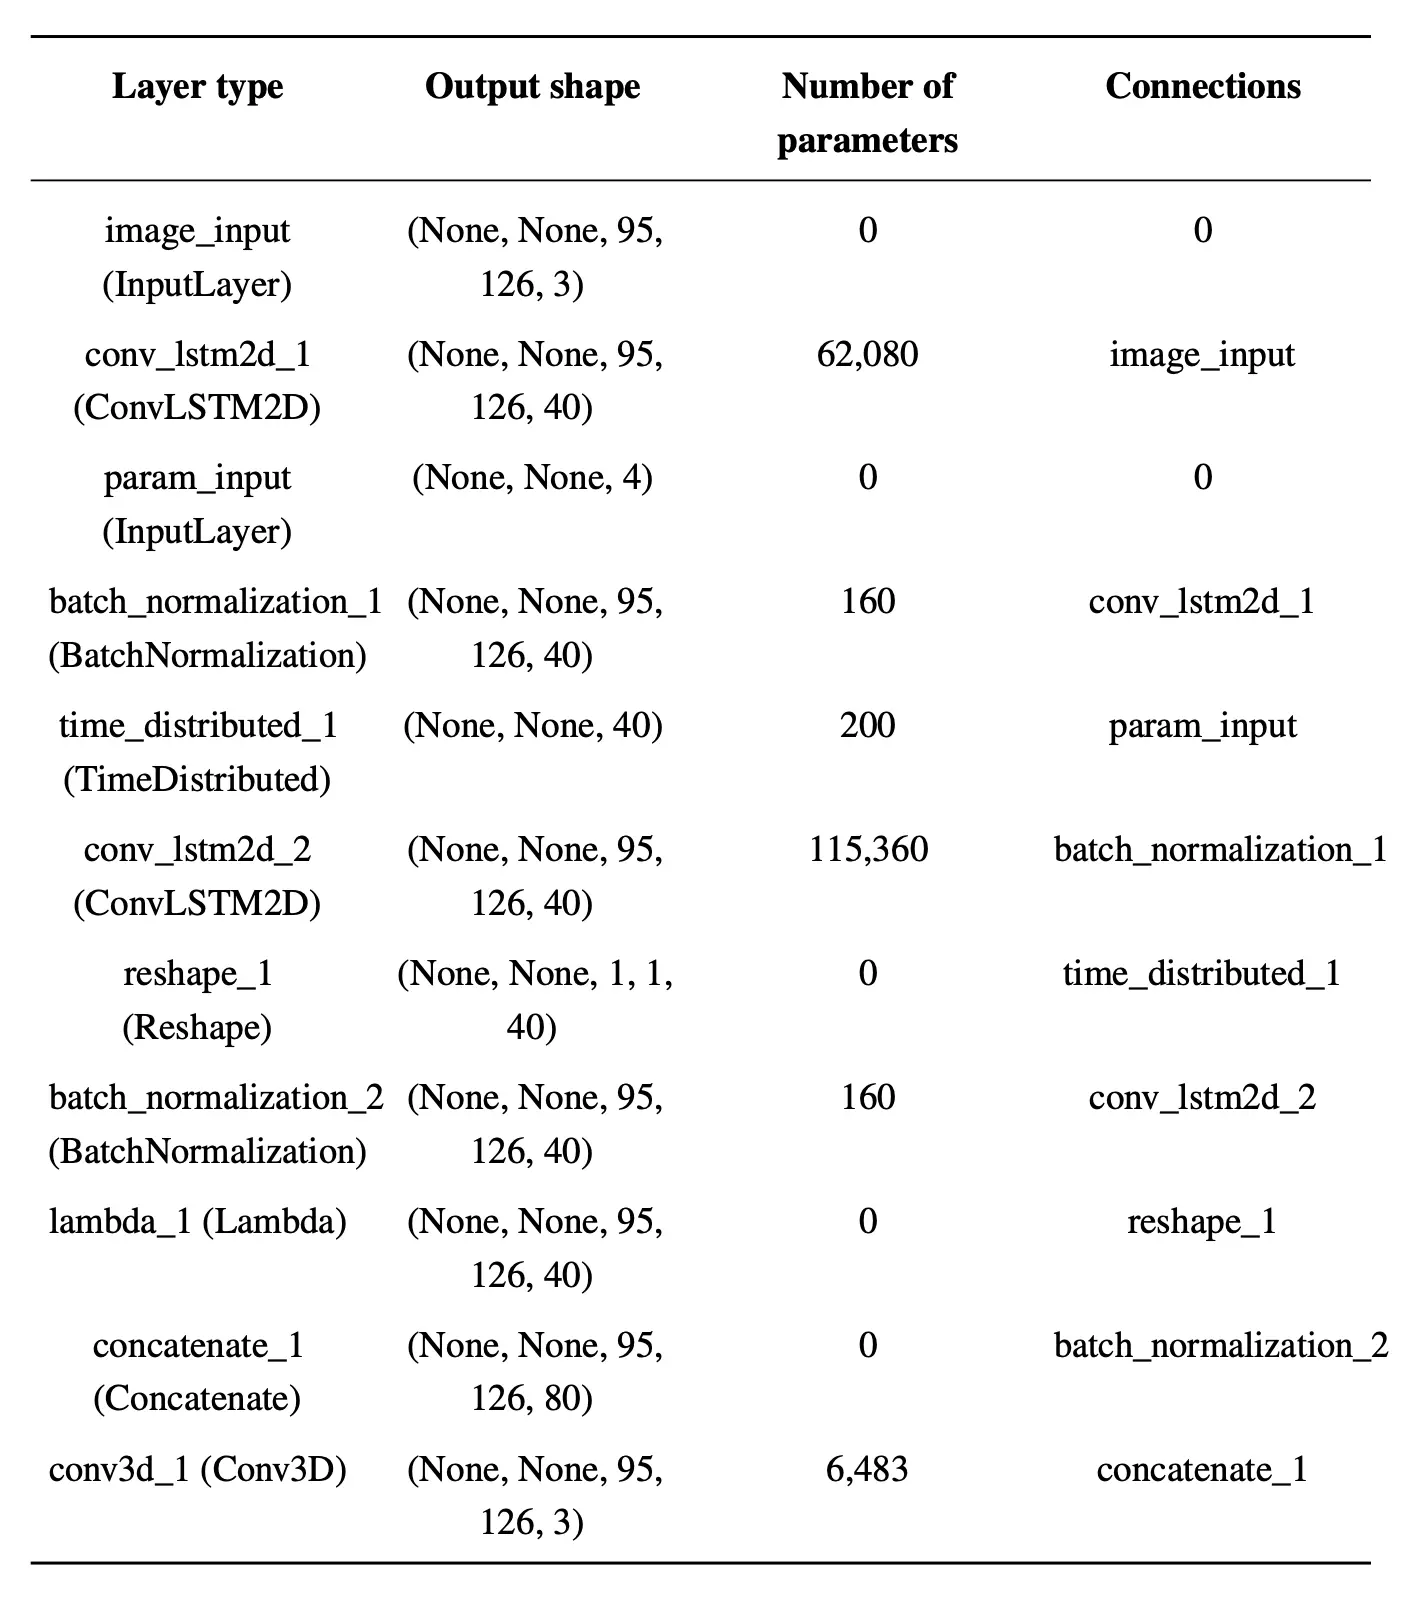 Layer type Output shape Number of Connections
parameters
image_input (None, None, 95, 0 0
(InputLayer) 126, 3)
conv_lstm2d_1 (None, None, 95, 62,080 image_input
(ConvLSTM2D) 126, 40)
param_input (None, None, 4) 0 0
(InputLayer)
batch_normalization_1 (None, None, 95, 160 conv_lstm2d_1
(BatchNormalization) 126, 40)
time_distributed_1 (None, None, 40) 200 param_input
(TimeDistributed)
conv_lstm2d_2 (None, None, 95, 115,360 batch_normalization_1
(ConvLSTM2D) 126, 40)
reshape_1 (None, None, 1, 1, 0 time_distributed_1
(Reshape) 40)
batch_normalization_2 (None, None, 95, 160 conv_lstm2d_2
(BatchNormalization) 126, 40)
lambda_1 (Lambda) (None, None, 95, 0 reshape_1
126, 40)
concatenate_1 (None, None, 95, 0 batch_normalization_2
(Concatenate) 126, 80)
conv3d_1 (Conv3D) (None, None, 95, 6,483 concatenate_1
126, 3)